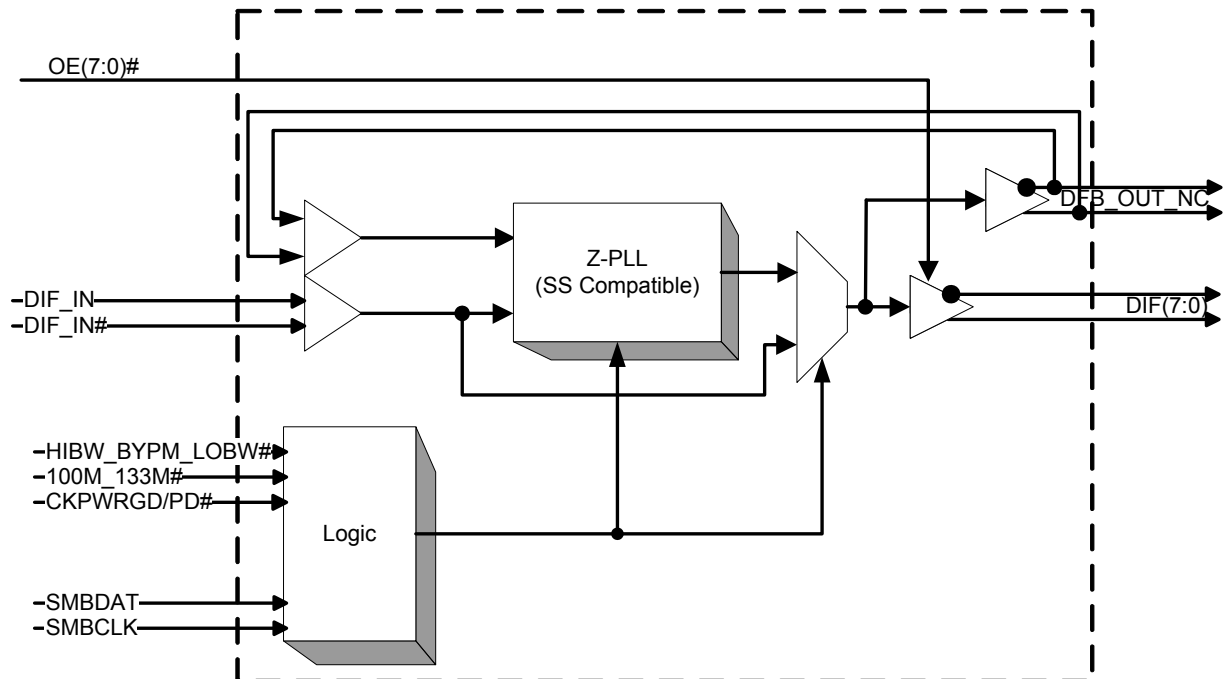 OE(7:0)#
DFB_OUT_NC
Z-PLL
(SS Compatible)
DIF_IN
DIF_IN#
DIF(7:0)
HIBW_BYPM_LOBW#
100M_133M#
CKPWRGD/PD#
Logic
SMBDAT
SMBCLK